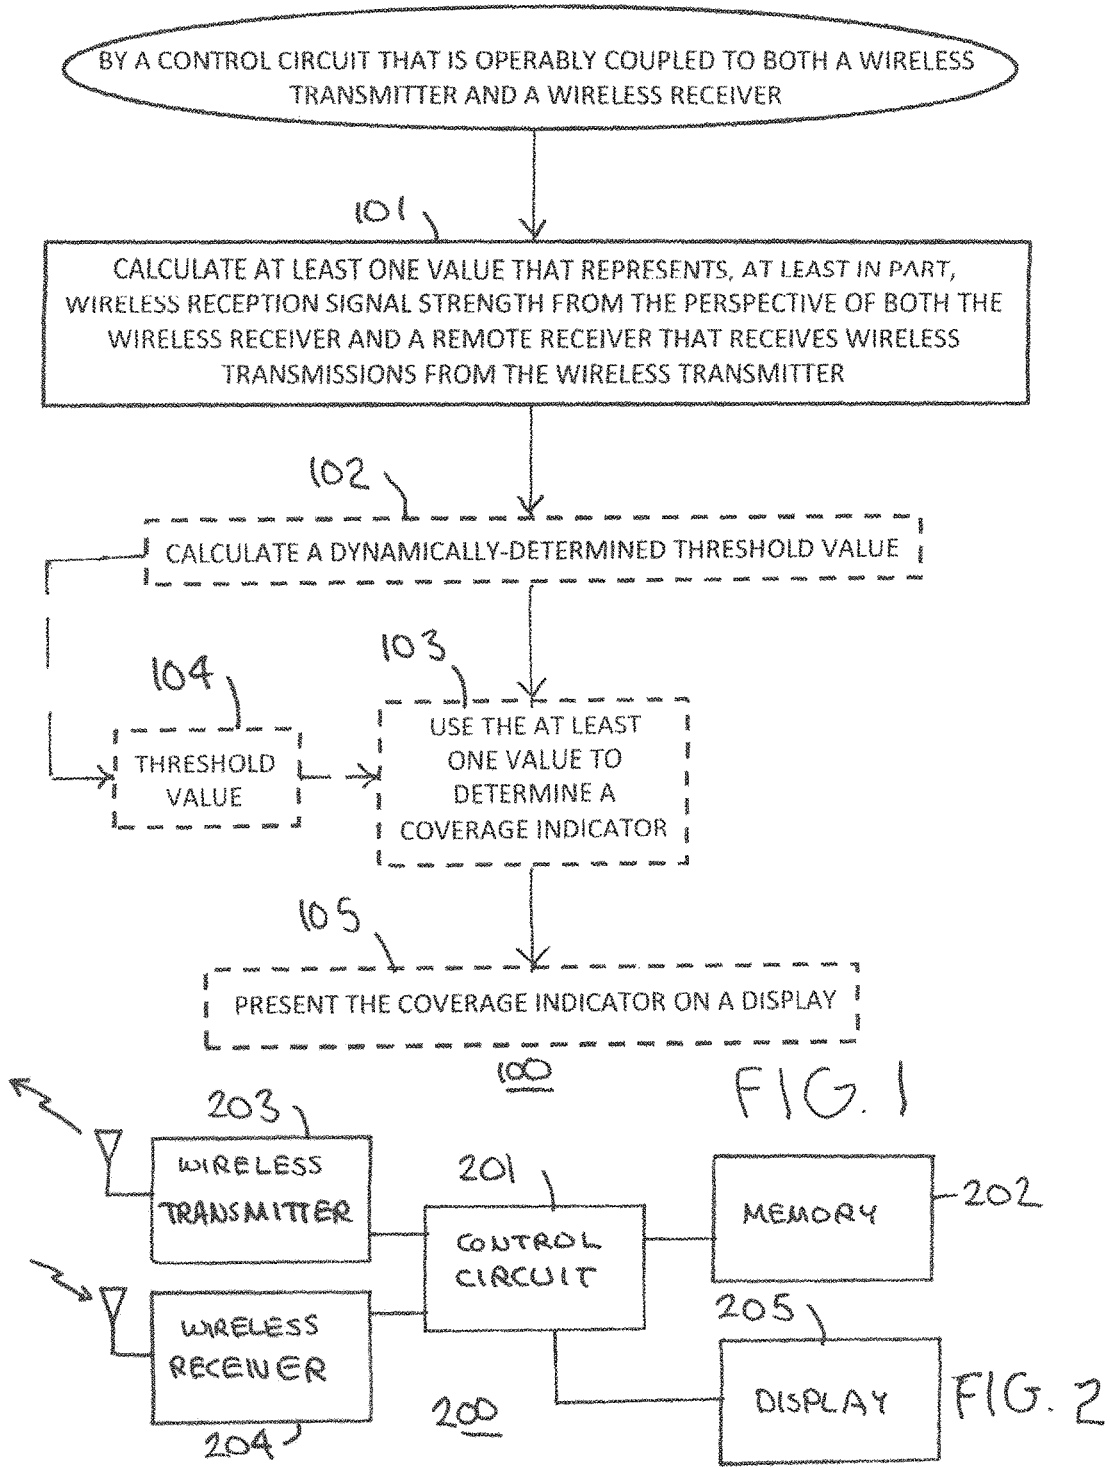 BY A CONTROL CIRCUIT THAT IS OPERABLY COUPLED TO BOTH A WIRELESS
TRANSMITTER AND A WIRELESS RECEIVER
101
CALCULATE AT LEAST ONE VALUE THAT REPRESENTS, AT LEAST IN PART,
WIRELESS RECEPTION SIGNAL STRENGTH FROM THE PERSPECTIVE OF BOTH THE
WIRELESS RECEIVER AND A REMOTE RECEIVER THAT RECEIVES WIRELESS
TRANSMISSIONS FROM THE WIRELESS TRANSMITTER
102
CALCULATE A DYNAMICALLY-DETERMINED THRESHOLD VALUE
103
104
USE THE AT LEAST
ONE VALUE TO
DETERMINE A
COVERAGE INDICATOR
THRESHOLD
VALUE
105
PRESENT THE COVERAGE INDICATOR ON A DISPLAY
100
FIG. 1
203
WIRELESS
TRANSMITTER
201
CONTROL
CIRCUIT
MEMORY
202
WIRELESS
RECEIVER
204
205
DISPLAY
200
FIG. 2